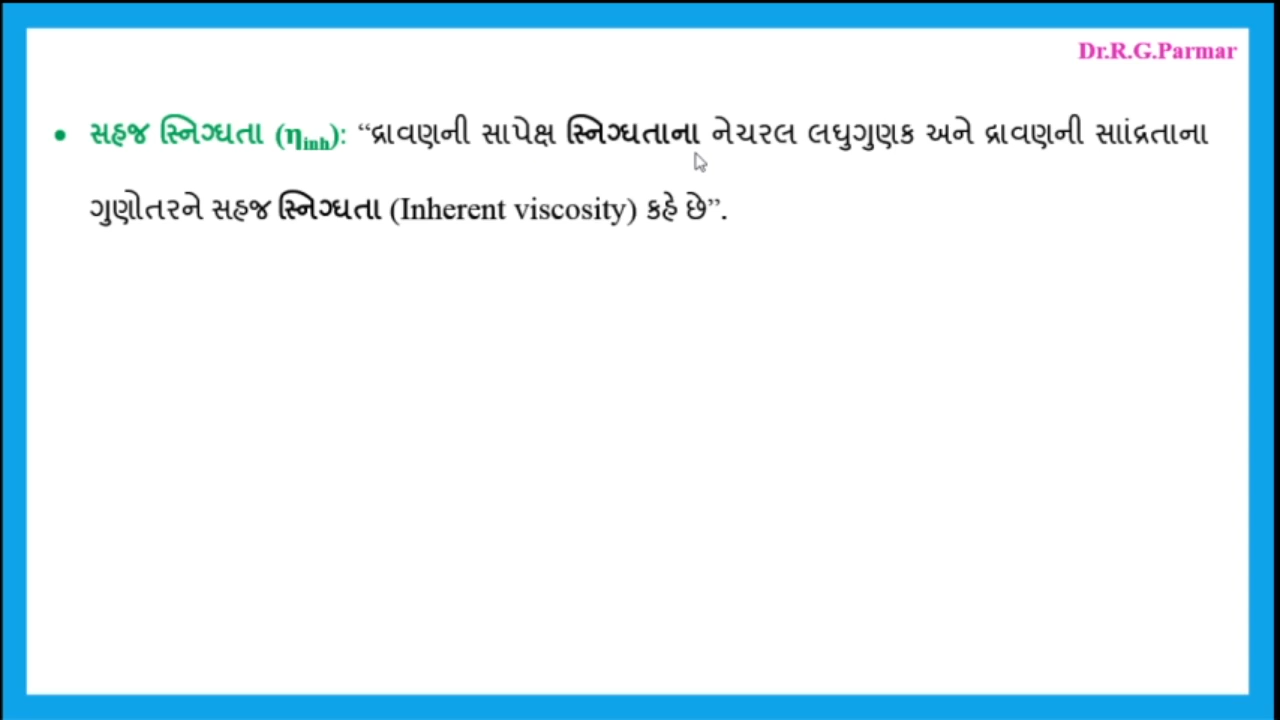 Dr.R.G.Parmar
• સહજ સ્નિગ્ધતા (ηinh): “દ્રાવણની સાપેક્ષ સ્નિગ્ધતાના નેચરલ લઘુગુણક અને દ્રાવણની સાાંદ્રતાના
ગુણોતરને સહજ સ્નિગ્ધતા (Inherent viscosity) કહે છે”.